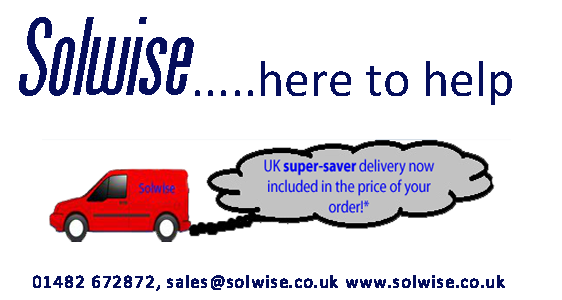 Solwise.....here to help
UK super-saver delivery now
included in the price of your
order!*
Solwise
01482 672872, sales@solwise.co.uk www.solwise.co.uk